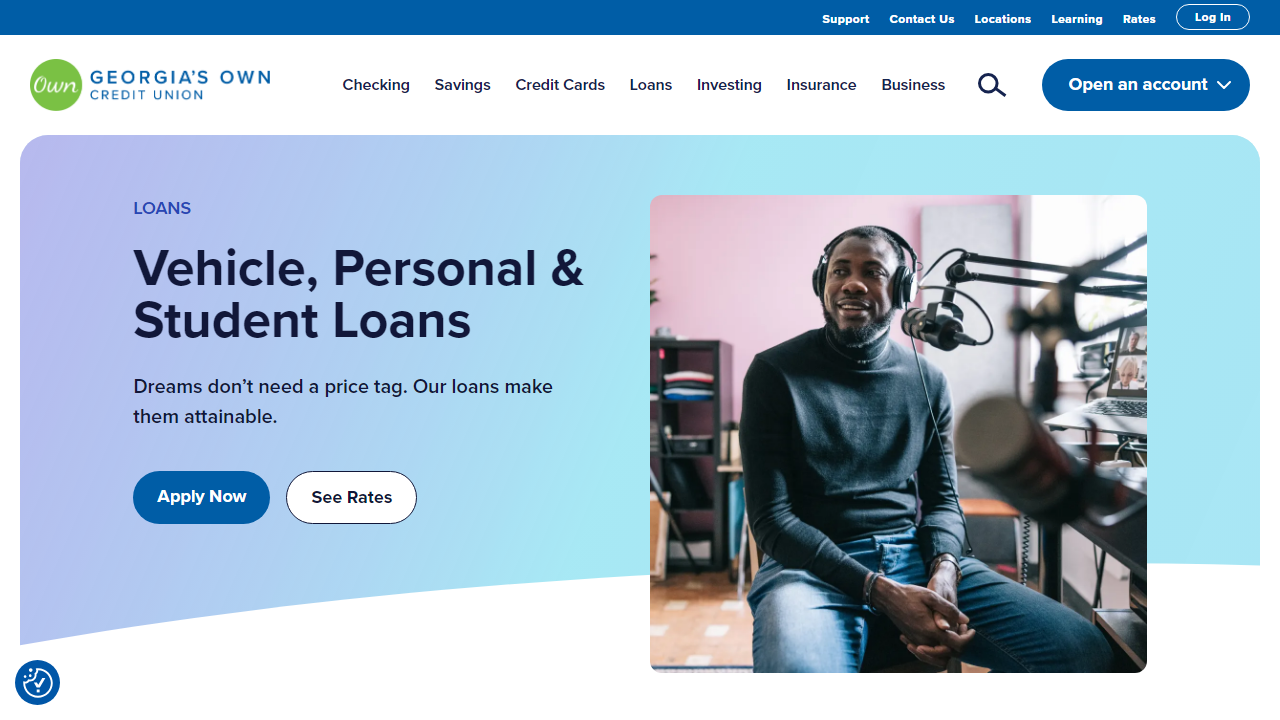 Support Contact Us Locations Learning Rates Log In
Own GEORGIA'S OWN
CREDIT UNION
Checking Savings Credit Cards Loans Investing Insurance Business Open an account
LOANS
Vehicle, Personal &
Student Loans
Dreams don’t need a price tag. Our loans make
them attainable.
Apply Now See Rates